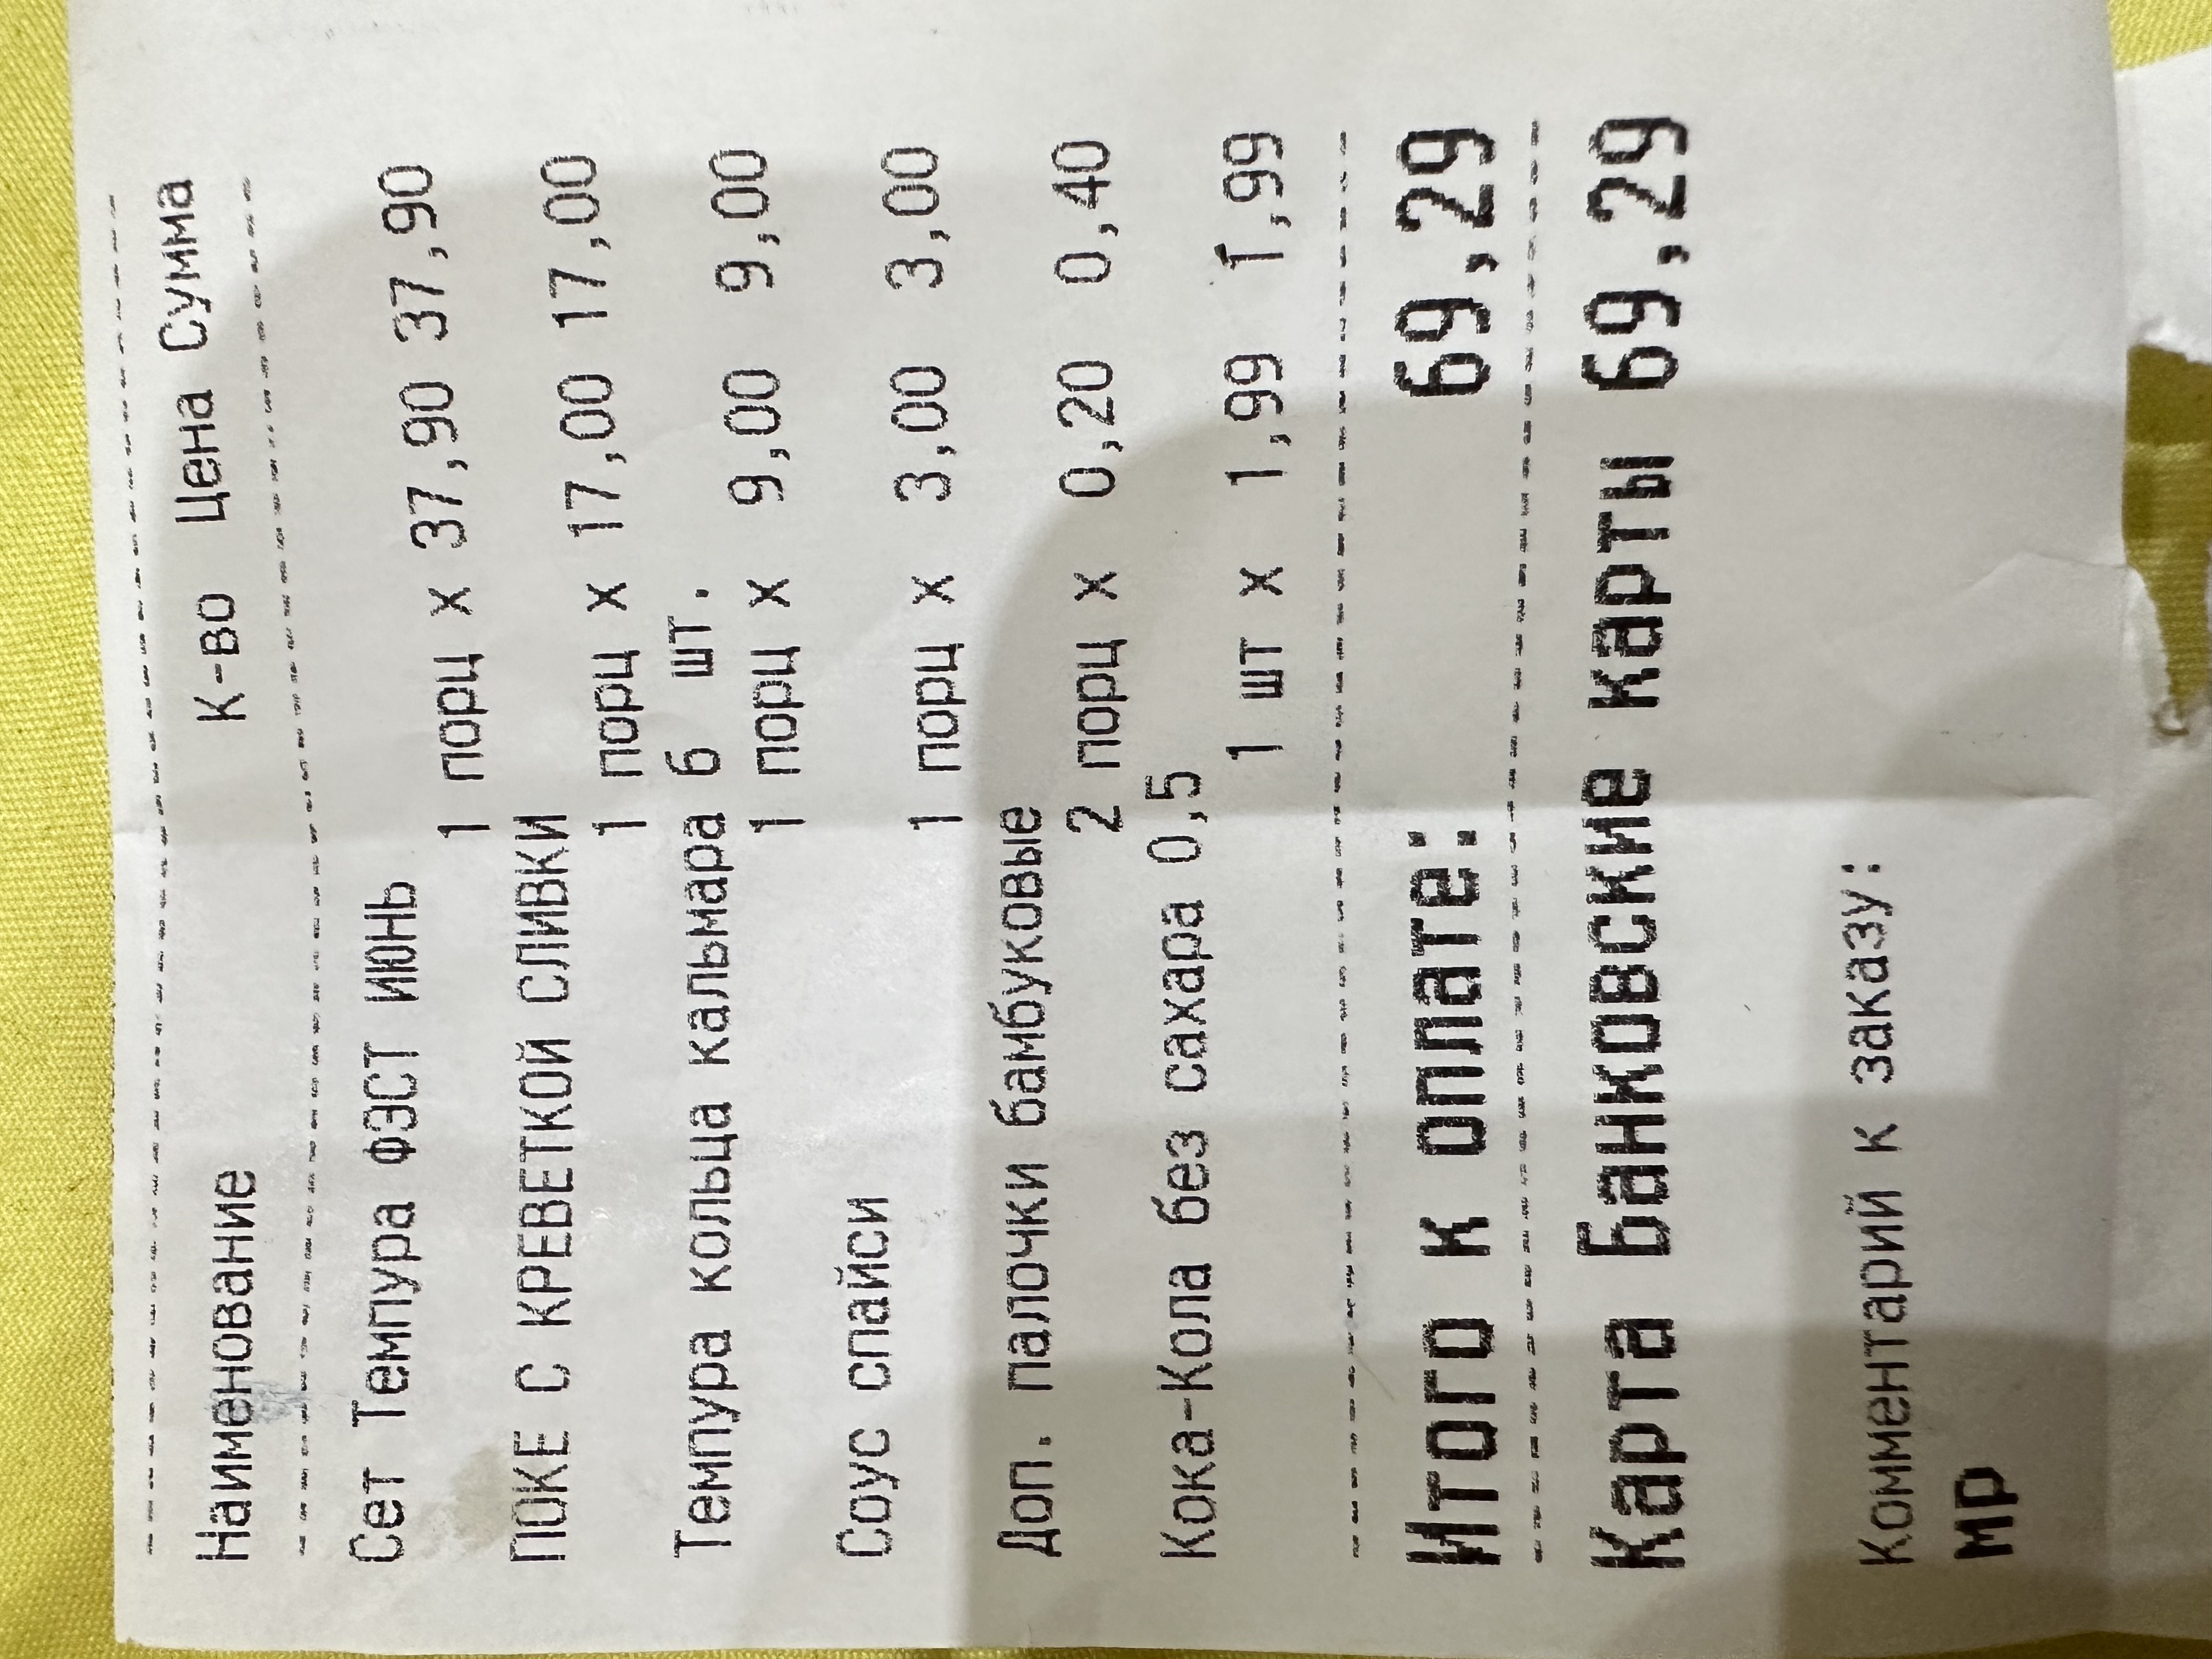 Наименование К-во Цена Сумма
Сет Темпура ФЭСТ ИЮНЬ
1 порц x 37,90 37,90
ПОКЕ С КРЕВЕТКОЙ СЛИВКИ
1 порц x 17,00 17,00
Темпура кольца кальмара 6 шт.
1 порц x 9,00 9,00
Соус спайси
1 порц x 3,00 3,00
Доп. палочки бамбуковые
2 порц x 0,20 0,40
Кока-Кола без сахара 0,5
1 шт x 1,99 1,99
Итого к оплате: 69,29
Карта Банковские карты 69,29
Комментарий к заказу:
МР